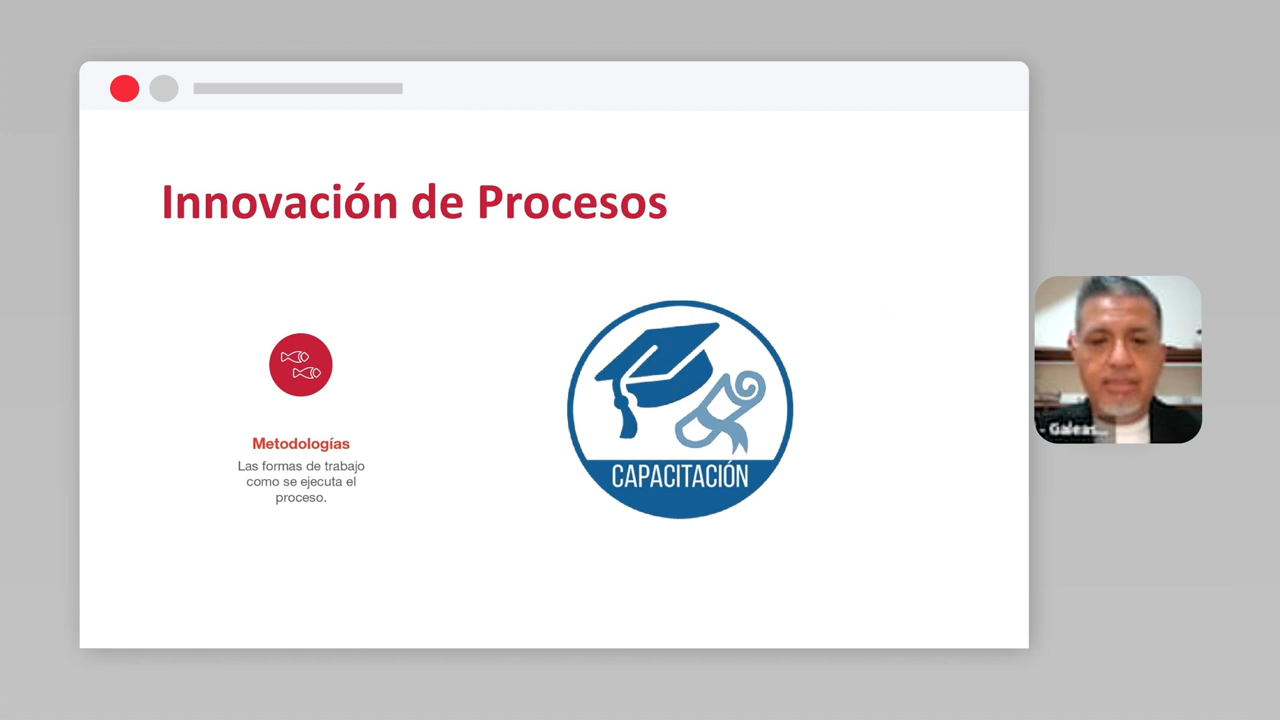 Innovación de Procesos
Metodologías
Las formas de trabajo
como se ejecuta el
proceso.
CAPACITACIÓN